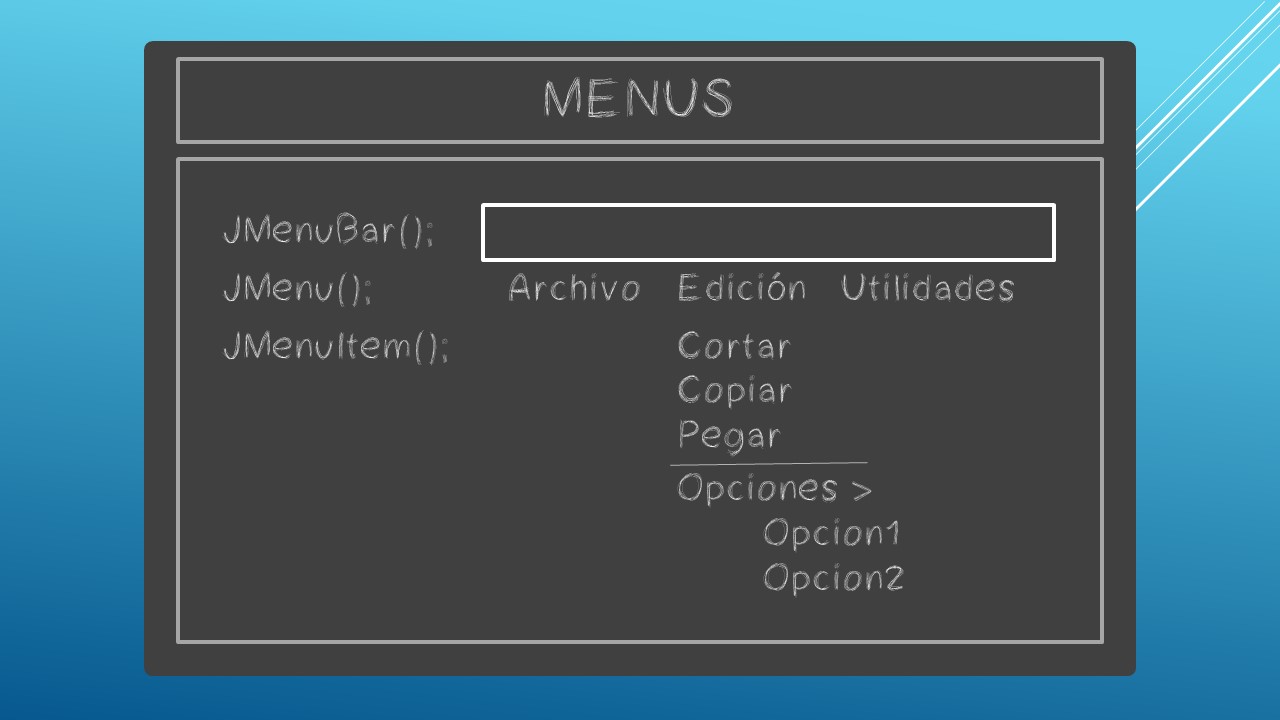 MENUS
JMenuBar();
JMenu(); Archivo Edición Utilidades
JMenuItem(); Cortar
Copiar
Pegar
Opciones >
Opcion1
Opcion2